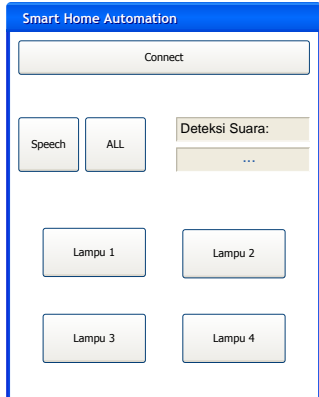 Smart Home Automation
Connect
Speech
ALL
Deteksi Suara:
...
Lampu 1
Lampu 2
Lampu 3
Lampu 4